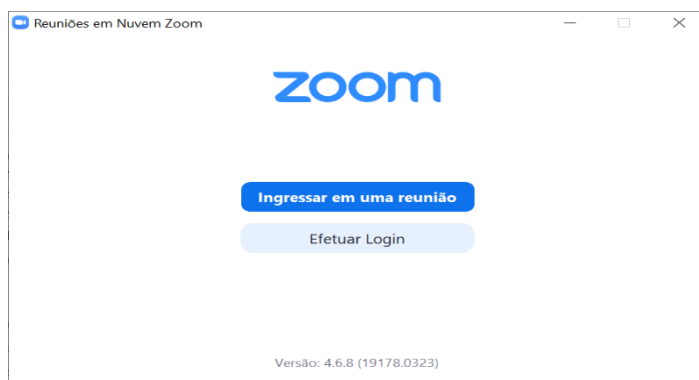 Reuniões em Nuvem Zoom
zoom
Ingressar em uma reunião
Efetuar Login
Versão: 4.6.8 (19178.0323)